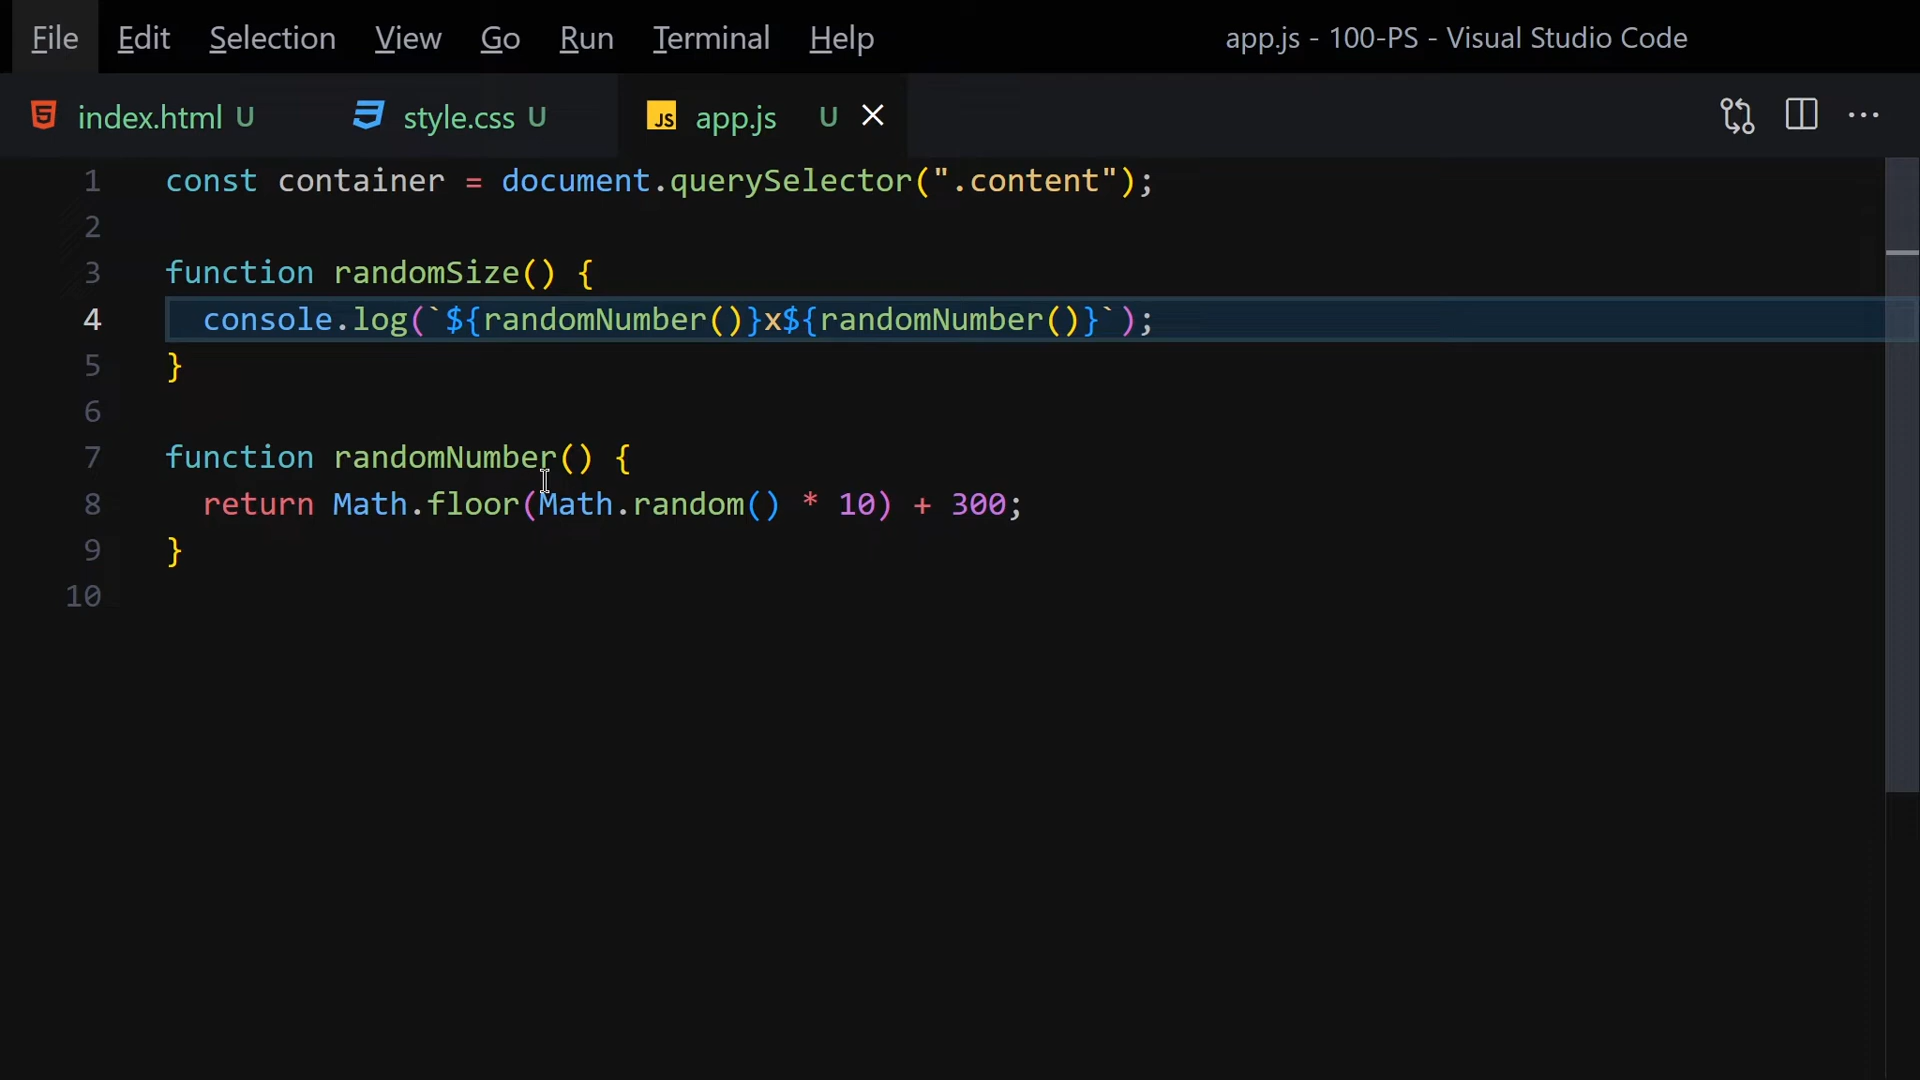 File Edit Selection View Go Run Terminal Help app.js - 100-PS - Visual Studio Code
index.html U style.css U JS app.js U
1 const container = document.querySelector(".content");
2
3 function randomSize() {
4 console.log(`${randomNumber()}x${randomNumber()}`);
5 }
6
7 function randomNumber() {
8 return Math.floor(Math.random() * 10) + 300;
9 }
10